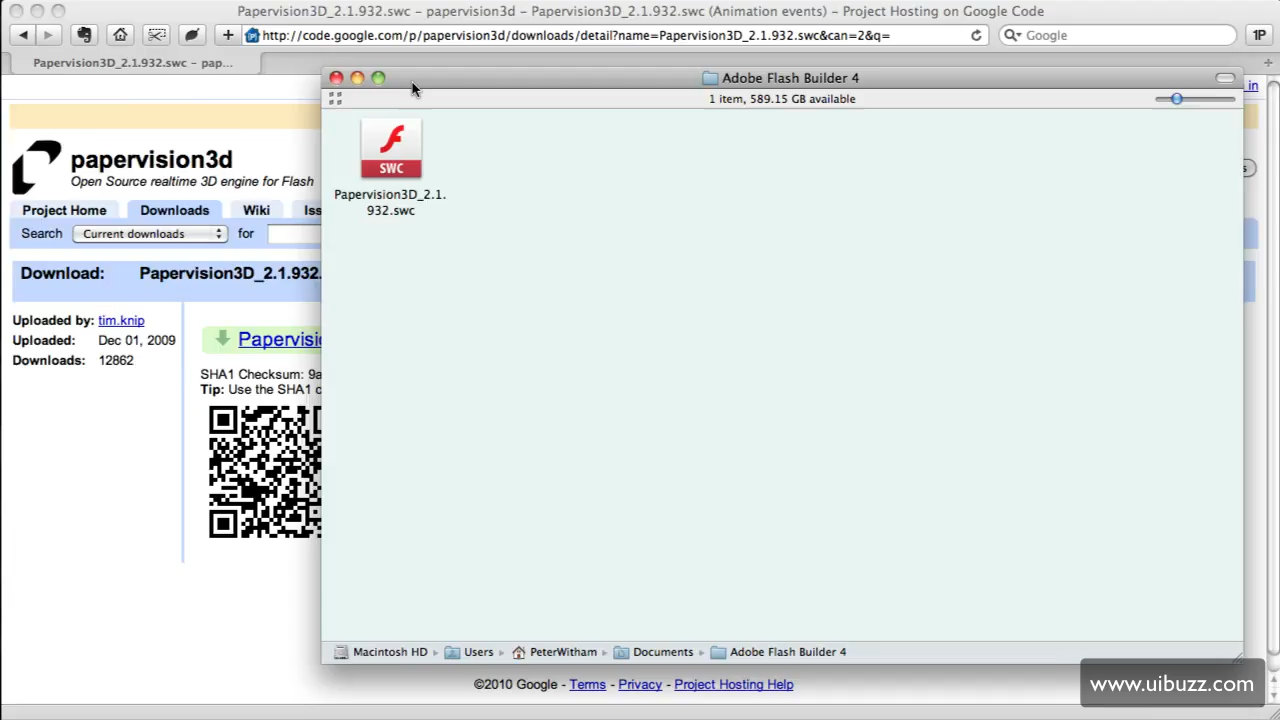 Papervision3D_2.1.932.swc - papervision3d - Papervision3D_2.1.932.swc (Animation events) - Project Hosting on Google Code
http://code.google.com/p/papervision3d/downloads/detail?name=Papervision3D_2.1.932.swc&can=2&q=
Google
1P
Papervision3D_2.1.932.swc - pap...
Adobe Flash Builder 4
in
1 item, 589.15 GB available
SWC
Papervision3D_2.1.
932.swc
papervision3d
Open Source realtime 3D engine for Flash
Project Home
Downloads
Wiki
Iss
Search
Current downloads
for
Download:
Papervision3D_2.1.932.
Uploaded by: tim.knip
Uploaded: Dec 01, 2009
Downloads: 12862
Papervisi
SHA1 Checksum: 9a
Tip: Use the SHA1 c
Macintosh HD
Users
PeterWitham
Documents
Adobe Flash Builder 4
©2010 Google - Terms - Privacy - Project Hosting Help
www.uibuzz.com